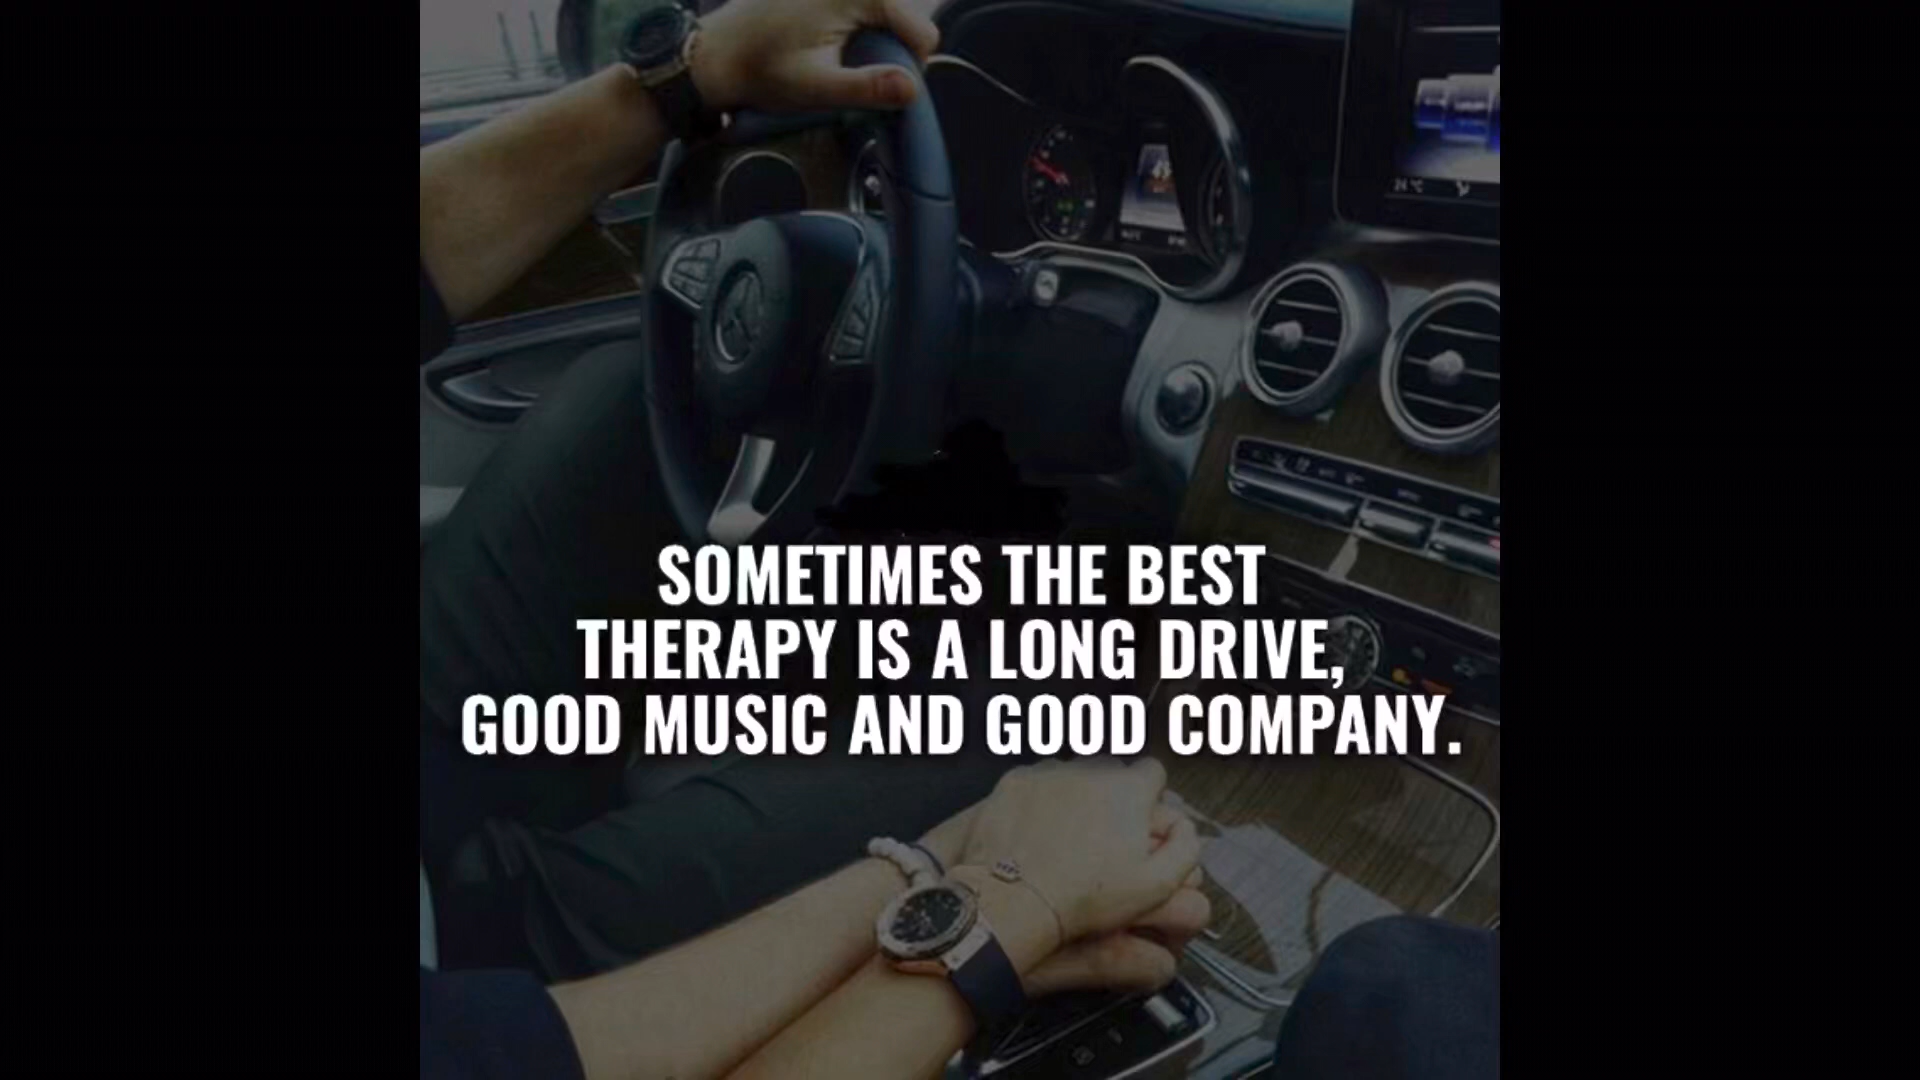 SOMETIMES THE BEST
THERAPY IS A LONG DRIVE,
GOOD MUSIC AND GOOD COMPANY.